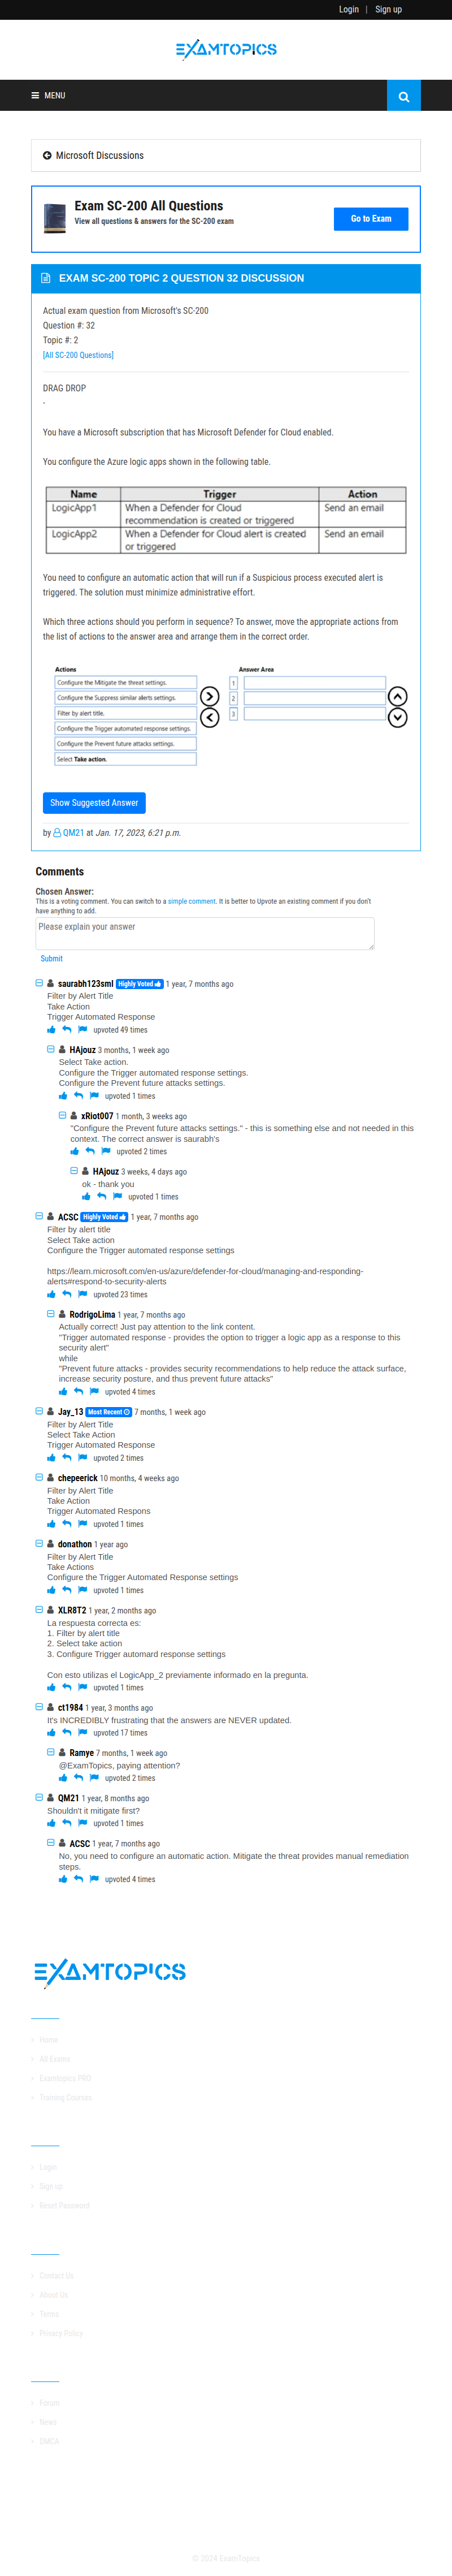 Login | Sign up
EXAMTOPICS
MENU
Microsoft Discussions
Exam SC-200 All Questions
View all questions & answers for the SC-200 exam
Go to Exam
EXAM SC-200 TOPIC 2 QUESTION 32 DISCUSSION
Actual exam question from Microsoft's SC-200
Question #: 32
Topic #: 2
[All SC-200 Questions]
DRAG DROP
-
You have a Microsoft subscription that has Microsoft Defender for Cloud enabled.
You configure the Azure logic apps shown in the following table.
Name Trigger Action
LogicApp1 When a Defender for Cloud Send an email
recommendation is created or triggered
LogicApp2 When a Defender for Cloud alert is created Send an email
or triggered
You need to configure an automatic action that will run if a Suspicious process executed alert is
triggered. The solution must minimize administrative effort.
Which three actions should you perform in sequence? To answer, move the appropriate actions from
the list of actions to the answer area and arrange them in the correct order.
Actions Answer Area
Configure the Mitigate the threat settings. 1
Configure the Suppress similar alerts settings. 2
Filter by alert title. 3
Configure the Trigger automated response settings.
Configure the Prevent future attacks settings.
Select Take action.
Show Suggested Answer
by QM21 at Jan. 17, 2023, 6:21 p.m.
Comments
Chosen Answer:
This is a voting comment. You can switch to a simple comment. It is better to Upvote an existing comment if you don't
have anything to add.
Please explain your answer
Submit
saurabh123sml Highly Voted 1 year, 7 months ago
Filter by Alert Title
Take Action
Trigger Automated Response
upvoted 49 times
HAjouz 3 months, 1 week ago
Select Take action.
Configure the Trigger automated response settings.
Configure the Prevent future attacks settings.
upvoted 1 times
xRiot007 1 month, 3 weeks ago
"Configure the Prevent future attacks settings." - this is something else and not needed in this
context. The correct answer is saurabh's
upvoted 2 times
HAjouz 3 weeks, 4 days ago
ok - thank you
upvoted 1 times
ACSC Highly Voted 1 year, 7 months ago
Filter by alert title
Select Take action
Configure the Trigger automated response settings
https://learn.microsoft.com/en-us/azure/defender-for-cloud/managing-and-responding-
alerts#respond-to-security-alerts
upvoted 23 times
RodrigoLima 1 year, 7 months ago
Actually correct! Just pay attention to the link content.
"Trigger automated response - provides the option to trigger a logic app as a response to this
security alert"
while
"Prevent future attacks - provides security recommendations to help reduce the attack surface,
increase security posture, and thus prevent future attacks"
upvoted 4 times
Jay_13 Most Recent 7 months, 1 week ago
Filter by Alert Title
Select Take Action
Trigger Automated Response
upvoted 2 times
chepeerick 10 months, 4 weeks ago
Filter by Alert Title
Take Action
Trigger Automated Respons
upvoted 1 times
donathon 1 year ago
Filter by Alert Title
Take Actions
Configure the Trigger Automated Response settings
upvoted 1 times
XLR8T2 1 year, 2 months ago
La respuesta correcta es:
1. Filter by alert title
2. Select take action
3. Configure Trigger automard response settings
Con esto utilizas el LogicApp_2 previamente informado en la pregunta.
upvoted 1 times
ct1984 1 year, 3 months ago
It's INCREDIBLY frustrating that the answers are NEVER updated.
upvoted 17 times
Ramye 7 months, 1 week ago
@ExamTopics, paying attention?
upvoted 2 times
QM21 1 year, 8 months ago
Shouldn't it mitigate first?
upvoted 1 times
ACSC 1 year, 7 months ago
No, you need to configure an automatic action. Mitigate the threat provides manual remediation
steps.
upvoted 4 times
EXAMTOPICS
Home
All Exams
Examtopics PRO
Training Courses
Login
Sign up
Reset Password
Contact Us
About Us
Terms
Privacy Policy
Forum
News
DMCA
© 2024 ExamTopics